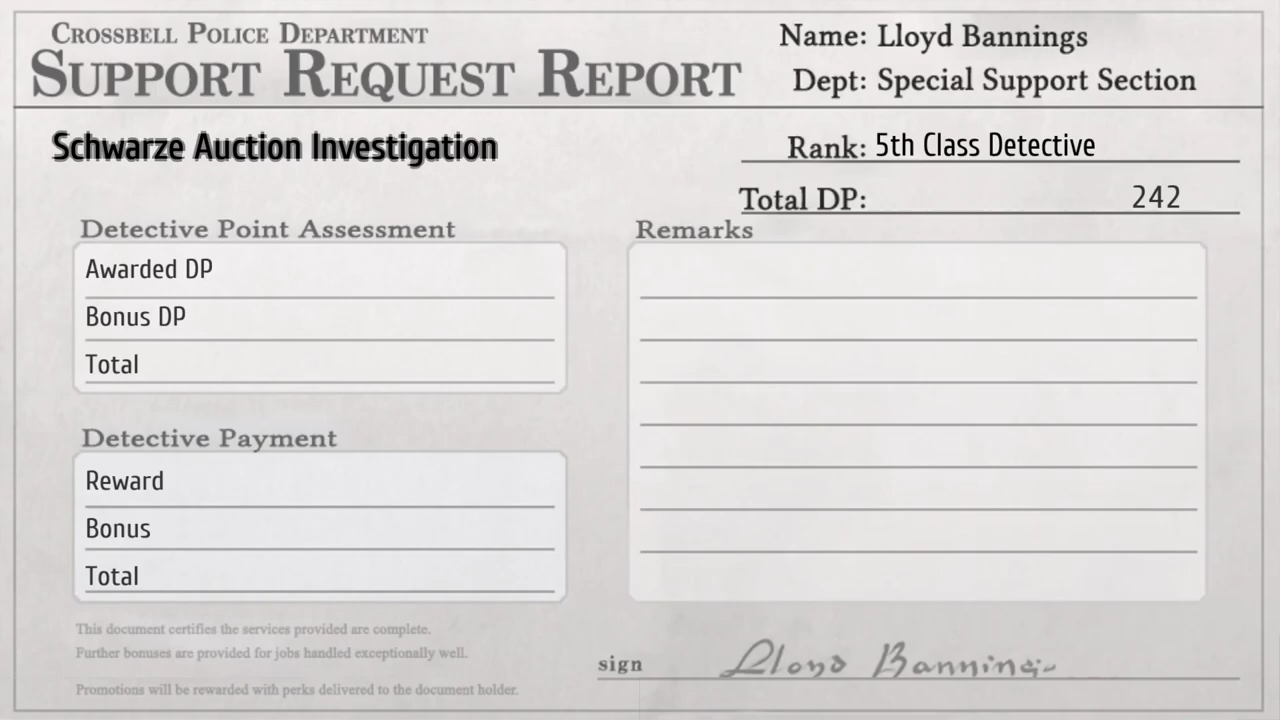 CROSSBELL POLICE DEPARTMENT
SUPPORT REQUEST REPORT
Name: Lloyd Bannings
Dept: Special Support Section
Schwarze Auction Investigation
Rank: 5th Class Detective
Total DP: 242
Detective Point Assessment
Awarded DP
Bonus DP
Total
Detective Payment
Reward
Bonus
Total
Remarks
This document certifies the services provided are complete.
Further bonuses are provided for jobs handled exceptionally well.
Promotions will be rewarded with perks delivered to the document holder.
sign Lloyd Bannings